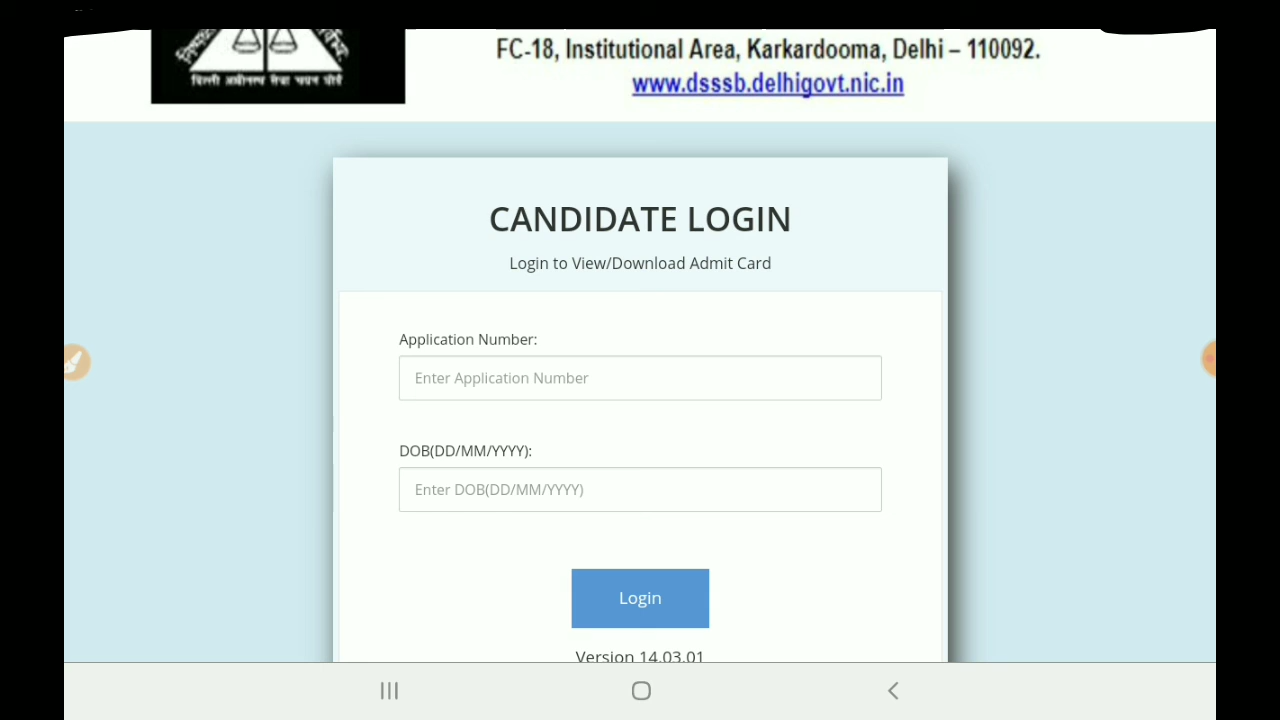 दिल्ली अधीनस्थ सेवा चयन बोर्ड
FC-18, Institutional Area, Karkardooma, Delhi – 110092.
www.dsssb.delhigovt.nic.in
CANDIDATE LOGIN
Login to View/Download Admit Card
Application Number:
Enter Application Number
DOB(DD/MM/YYYY):
Enter DOB(DD/MM/YYYY)
Login
Version 14.03.01